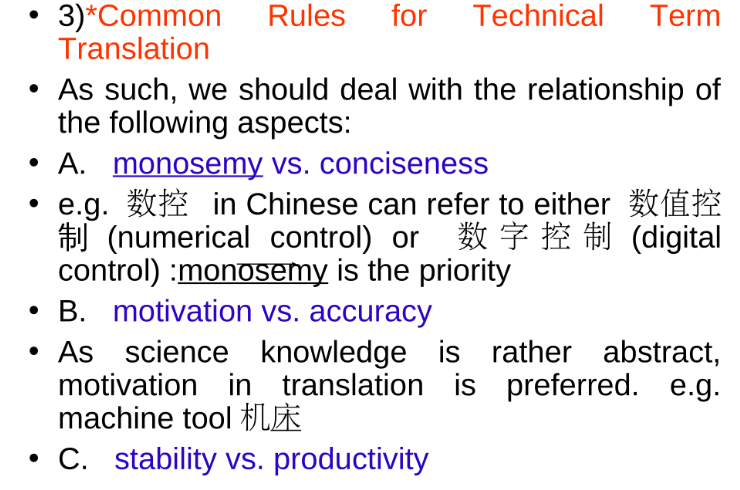 • 3)*Common Rules for Technical Term
Translation
• As such, we should deal with the relationship of
the following aspects:
• A. monosemy vs. conciseness
• e.g. 数控 in Chinese can refer to either 数值控
制 (numerical control) or 数字控制 (digital
control) :monosemy is the priority
• B. motivation vs. accuracy
• As science knowledge is rather abstract,
motivation in translation is preferred. e.g.
machine tool 机床
• C. stability vs. productivity